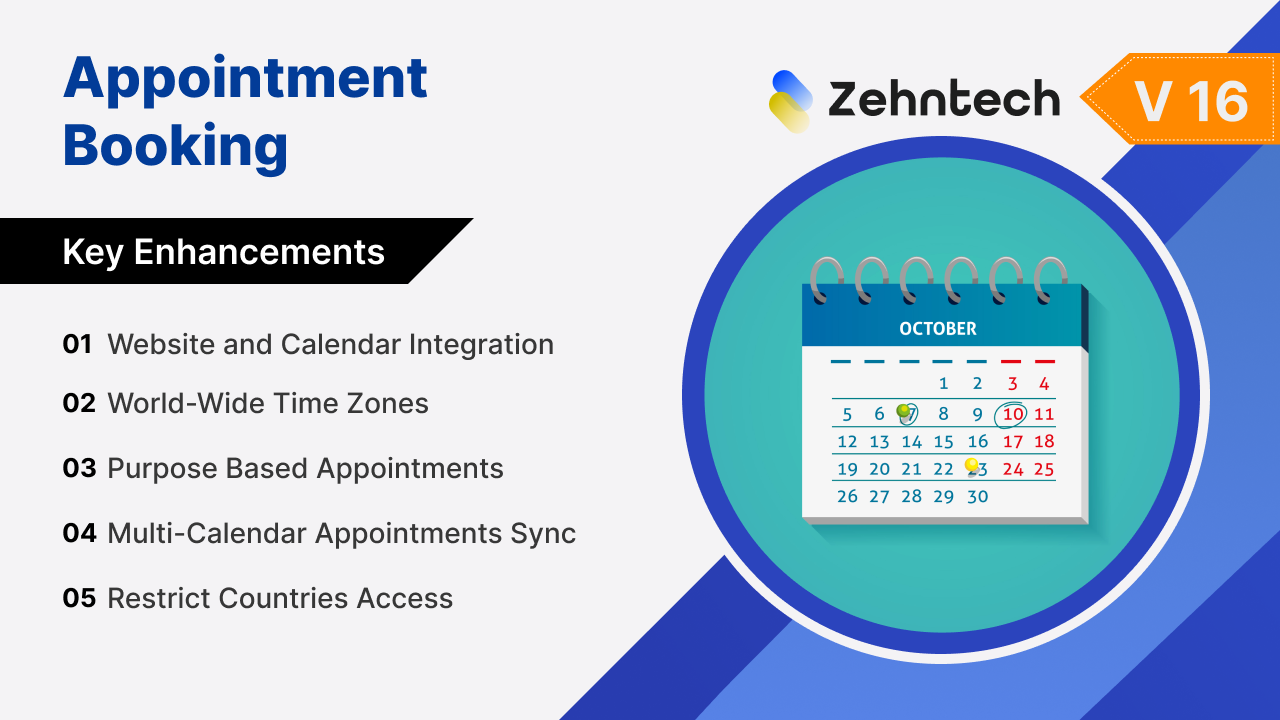 Appointment
Booking
Zehntech
V 16
Key Enhancements
01 Website and Calendar Integration
02 World-Wide Time Zones
03 Purpose Based Appointments
04 Multi-Calendar Appointments Sync
05 Restrict Countries Access
OCTOBER
1 2 3 4
5 6 7 8 9 10 11
12 13 14 15 16 17 18
19 20 21 22 23 24 25
26 27 28 29 30